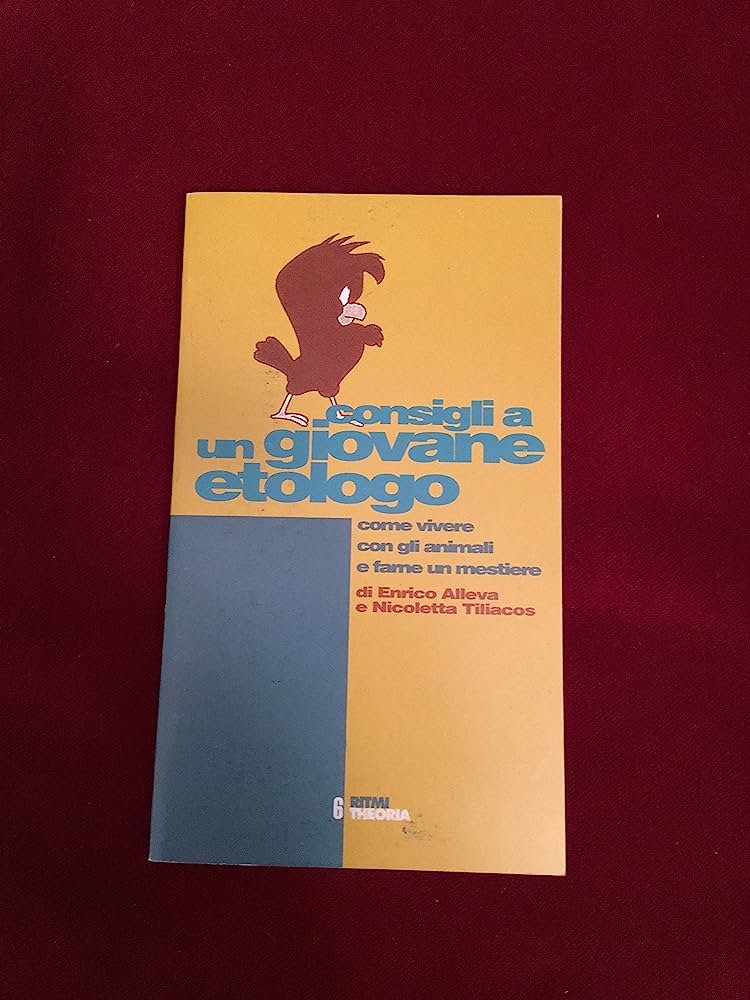 consigli a
un giovane
etologo
come vivere
con gli animali
e farne un mestiere
di Enrico Alleva
e Nicoletta Tiliacos
6 RITMI
THEORIA